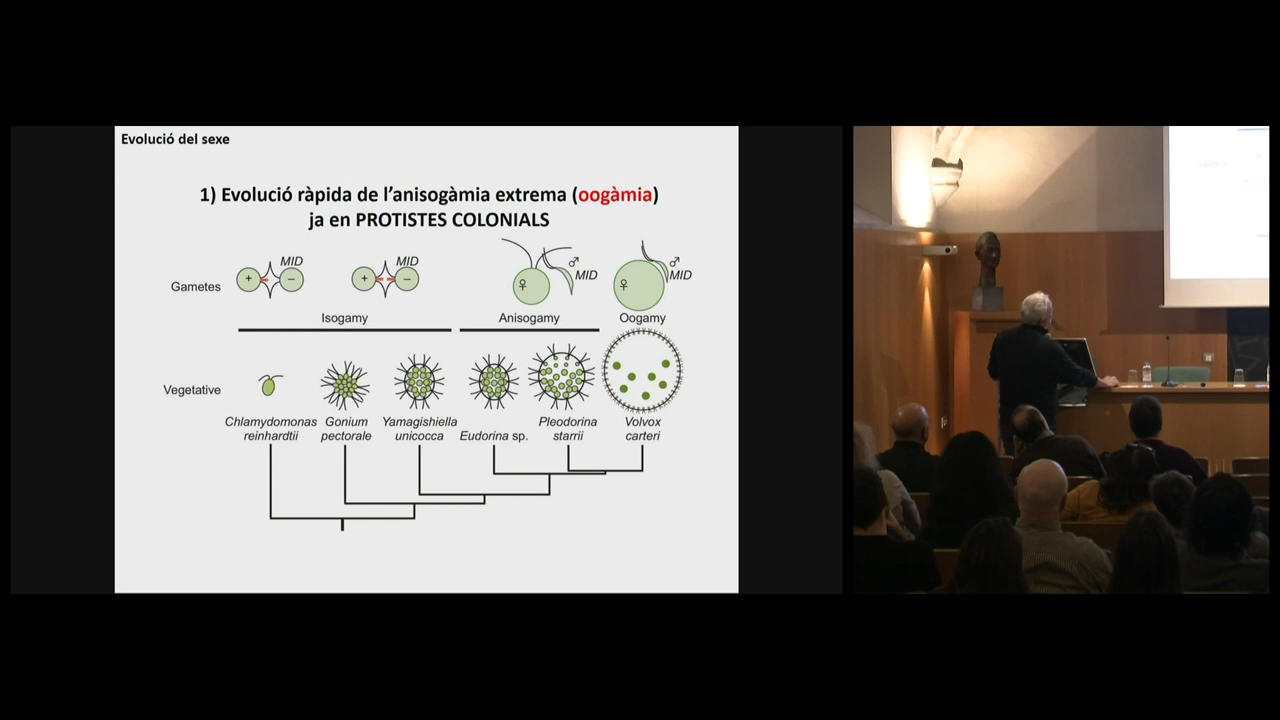 Evolució del sexe
1) Evolució ràpida de l'anisogàmia extrema (oogàmia)
ja en PROTISTES COLONIALS
Gametes
+ MID –
+ MID –
♀ ♂ MID
♀ ♂ MID
Isogamy Anisogamy Oogamy
Vegetative
Chlamydomonas reinhardtii
Gonium pectorale
Yamagishiella unicocca
Eudorina sp.
Pleodorina starrii
Volvox carteri